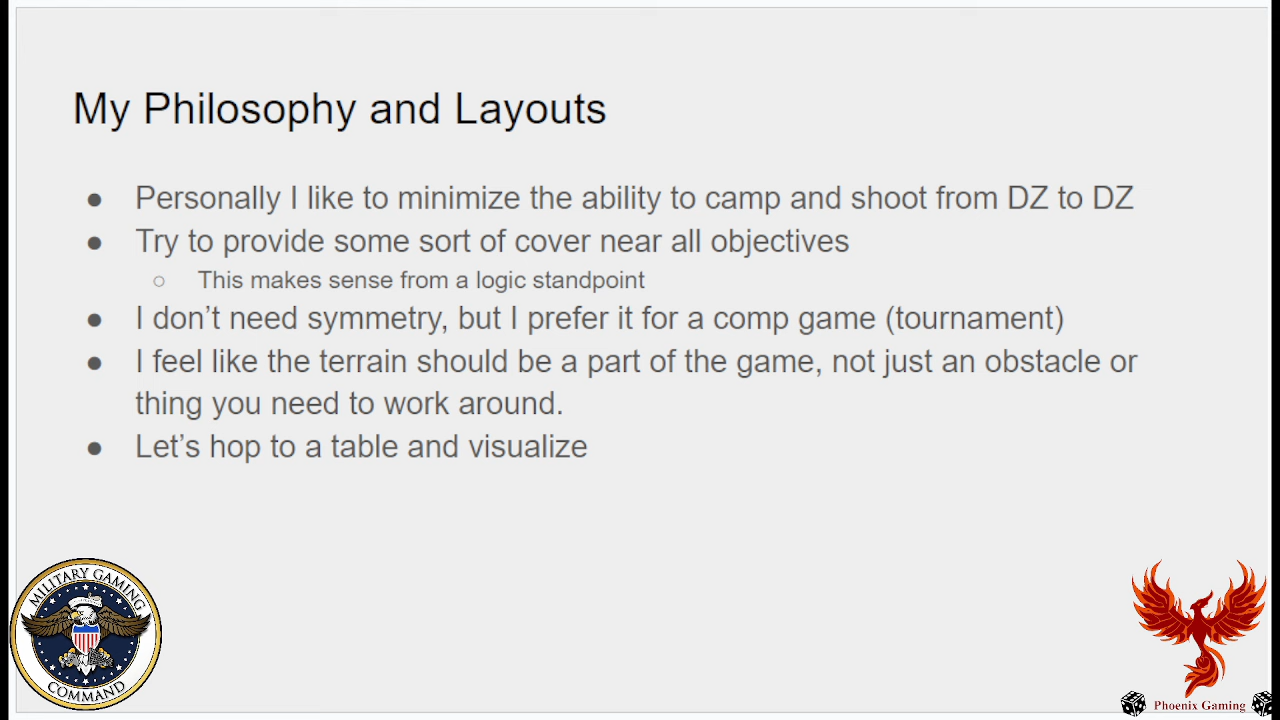 My Philosophy and Layouts
● Personally I like to minimize the ability to camp and shoot from DZ to DZ
● Try to provide some sort of cover near all objectives
○ This makes sense from a logic standpoint
● I don’t need symmetry, but I prefer it for a comp game (tournament)
● I feel like the terrain should be a part of the game, not just an obstacle or
thing you need to work around.
● Let’s hop to a table and visualize
MILITARY GAMING
COMMAND
Phoenix Gaming